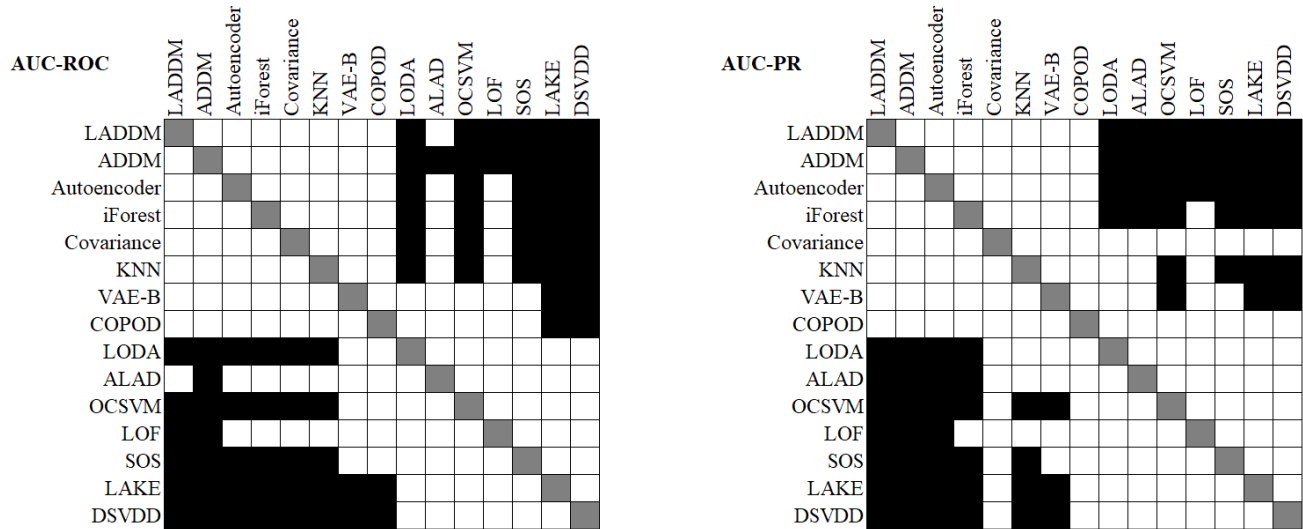 AUC-ROC
LADDM
ADDM
Autoencoder
iForest
Covariance
KNN
VAE-B
COPOD
LODA
ALAD
OCSVM
LOF
SOS
LAKE
DSVDD
LADDM
ADDM
Autoencoder
iForest
Covariance
KNN
VAE-B
COPOD
LODA
ALAD
OCSVM
LOF
SOS
LAKE
DSVDD
AUC-PR
LADDM
ADDM
Autoencoder
iForest
Covariance
KNN
VAE-B
COPOD
LODA
ALAD
OCSVM
LOF
SOS
LAKE
DSVDD
LADDM
ADDM
Autoencoder
iForest
Covariance
KNN
VAE-B
COPOD
LODA
ALAD
OCSVM
LOF
SOS
LAKE
DSVDD